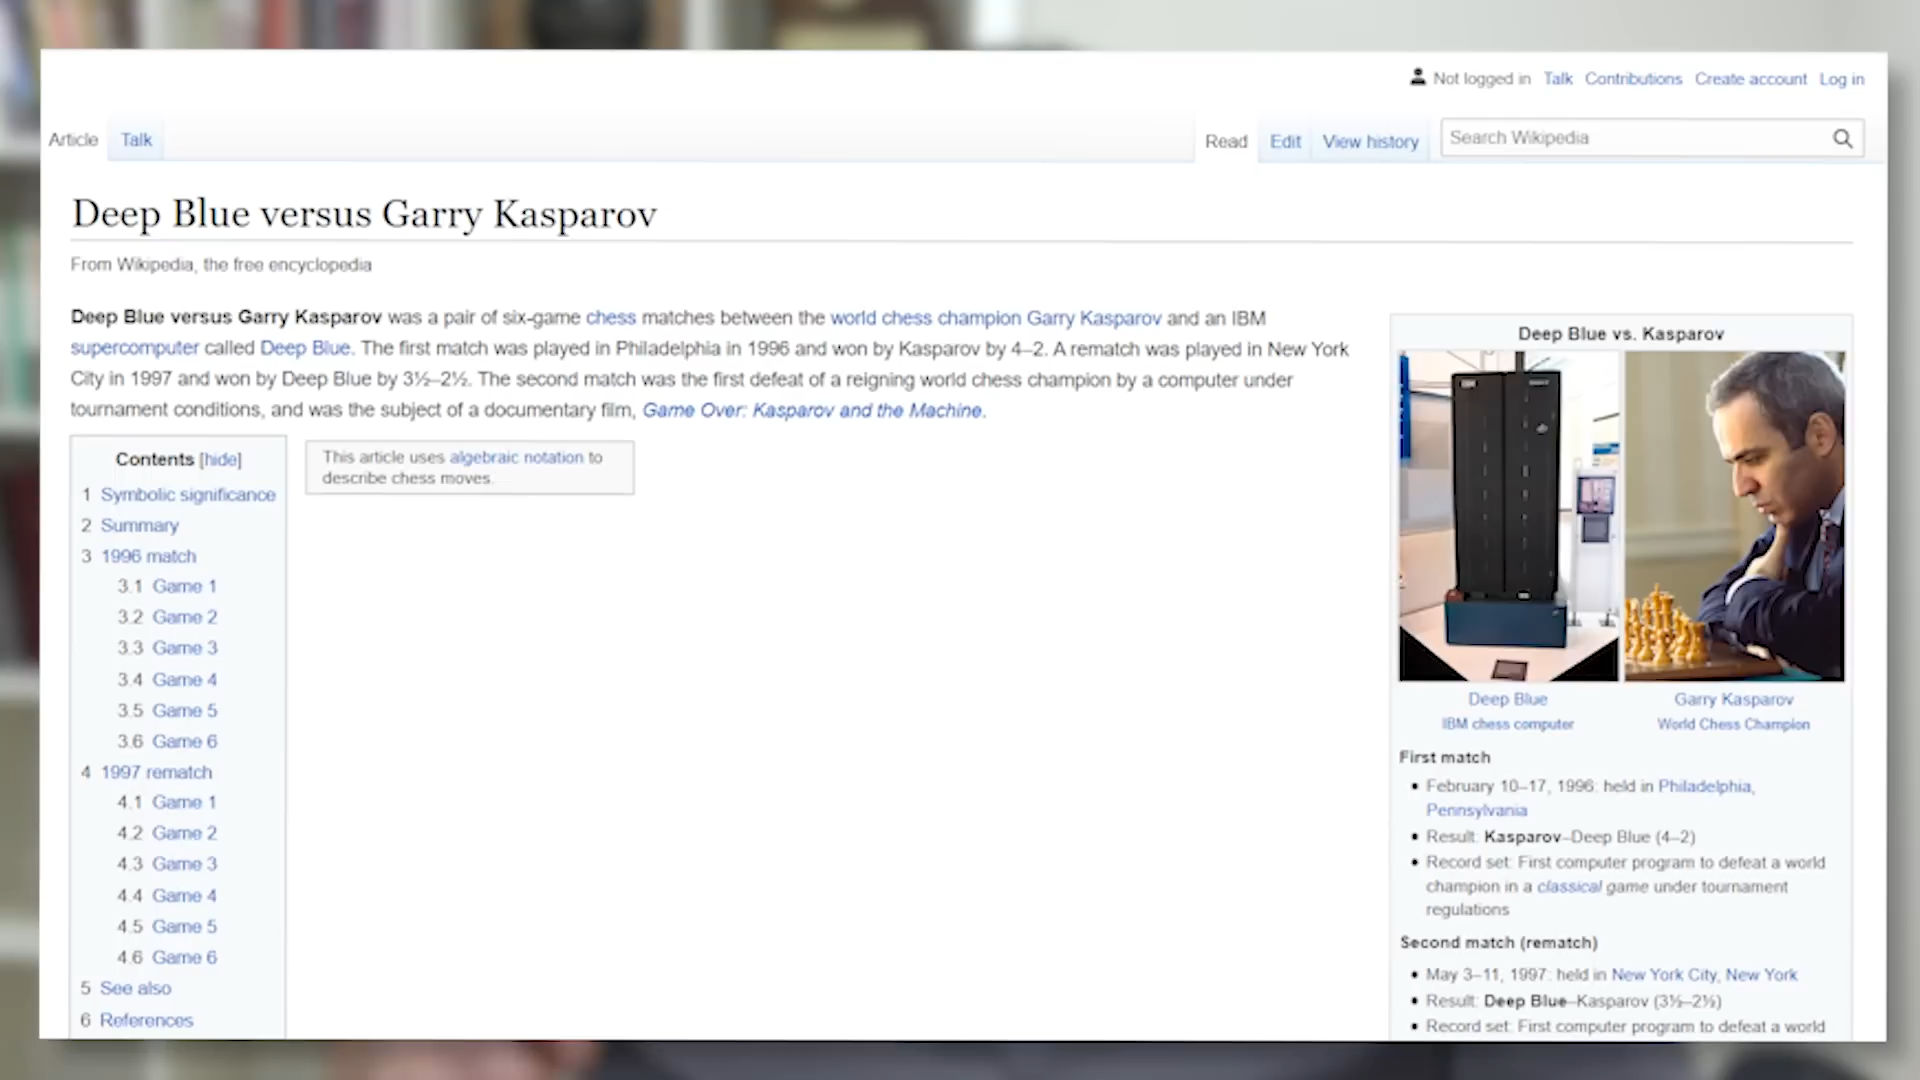 Not logged in Talk Contributions Create account Log in
Article Talk Read Edit View history Search Wikipedia
Deep Blue versus Garry Kasparov
From Wikipedia, the free encyclopedia
Deep Blue versus Garry Kasparov was a pair of six-game chess matches between the world chess champion Garry Kasparov and an IBM
supercomputer called Deep Blue. The first match was played in Philadelphia in 1996 and won by Kasparov by 4–2. A rematch was played in New York
City in 1997 and won by Deep Blue by 3½–2½. The second match was the first defeat of a reigning world chess champion by a computer under
tournament conditions, and was the subject of a documentary film, Game Over: Kasparov and the Machine.
Contents [hide]
1 Symbolic significance
2 Summary
3 1996 match
3.1 Game 1
3.2 Game 2
3.3 Game 3
3.4 Game 4
3.5 Game 5
3.6 Game 6
4 1997 rematch
4.1 Game 1
4.2 Game 2
4.3 Game 3
4.4 Game 4
4.5 Game 5
4.6 Game 6
5 See also
6 References
This article uses algebraic notation to
describe chess moves.
Deep Blue vs. Kasparov
Deep Blue
IBM chess computer
Garry Kasparov
World Chess Champion
First match
• February 10–17, 1996: held in Philadelphia,
Pennsylvania
• Result: Kasparov–Deep Blue (4–2)
• Record set: First computer program to defeat a world
champion in a classical game under tournament
regulations
Second match (rematch)
• May 3–11, 1997: held in New York City, New York
• Result: Deep Blue–Kasparov (3½–2½)
• Record set: First computer program to defeat a world